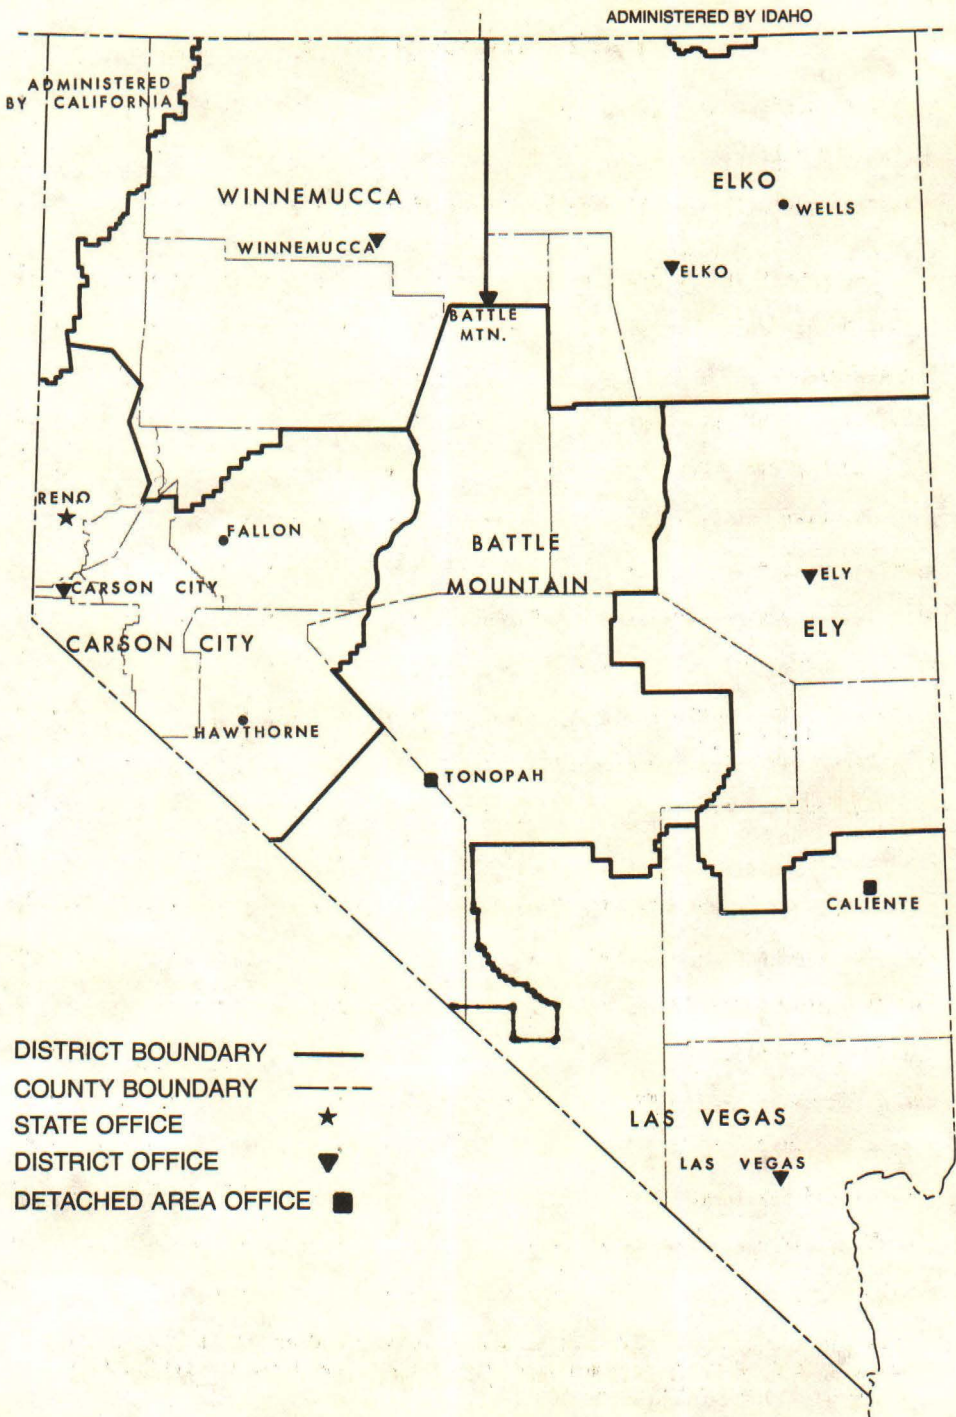 ADMINISTERED BY IDAHO
ADMINISTERED
BY CALIFORNIA
WINNEMUCCA
WINNEMUCCA
ELKO
WELLS
ELKO
BATTLE
MTN.
RENO
FALLON
BATTLE
MOUNTAIN
CARSON CITY
ELY
ELY
CARSON CITY
HAWTHORNE
TONOPAH
CALIENTE
LAS VEGAS
LAS VEGAS
DISTRICT BOUNDARY
COUNTY BOUNDARY
STATE OFFICE
DISTRICT OFFICE
DETACHED AREA OFFICE